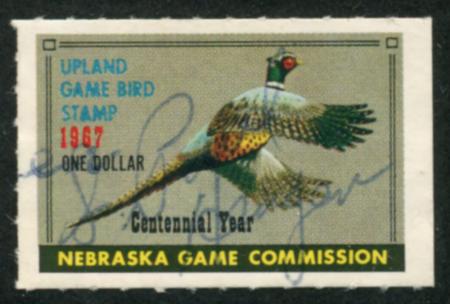 UPLAND
GAME BIRD
STAMP
1967
ONE DOLLAR
Centennial Year
NEBRASKA GAME COMMISSION